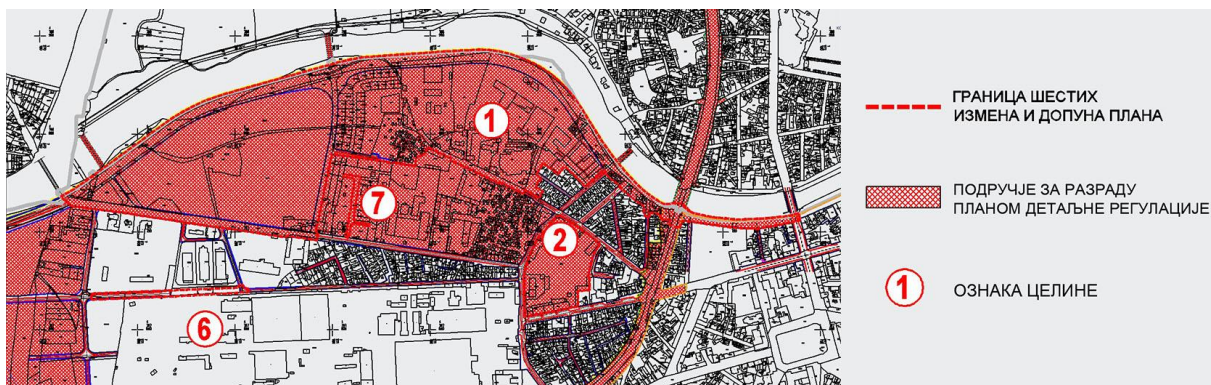 1
7
2
6
ГРАНИЦА ШЕСТИХ
ИЗМЕНА И ДОПУНА ПЛАНА
ПОДРУЧЈЕ ЗА РАЗРАДУ
ПЛАНОМ ДЕТАЉНЕ РЕГУЛАЦИЈЕ
1
ОЗНАКА ЦЕЛИНЕ